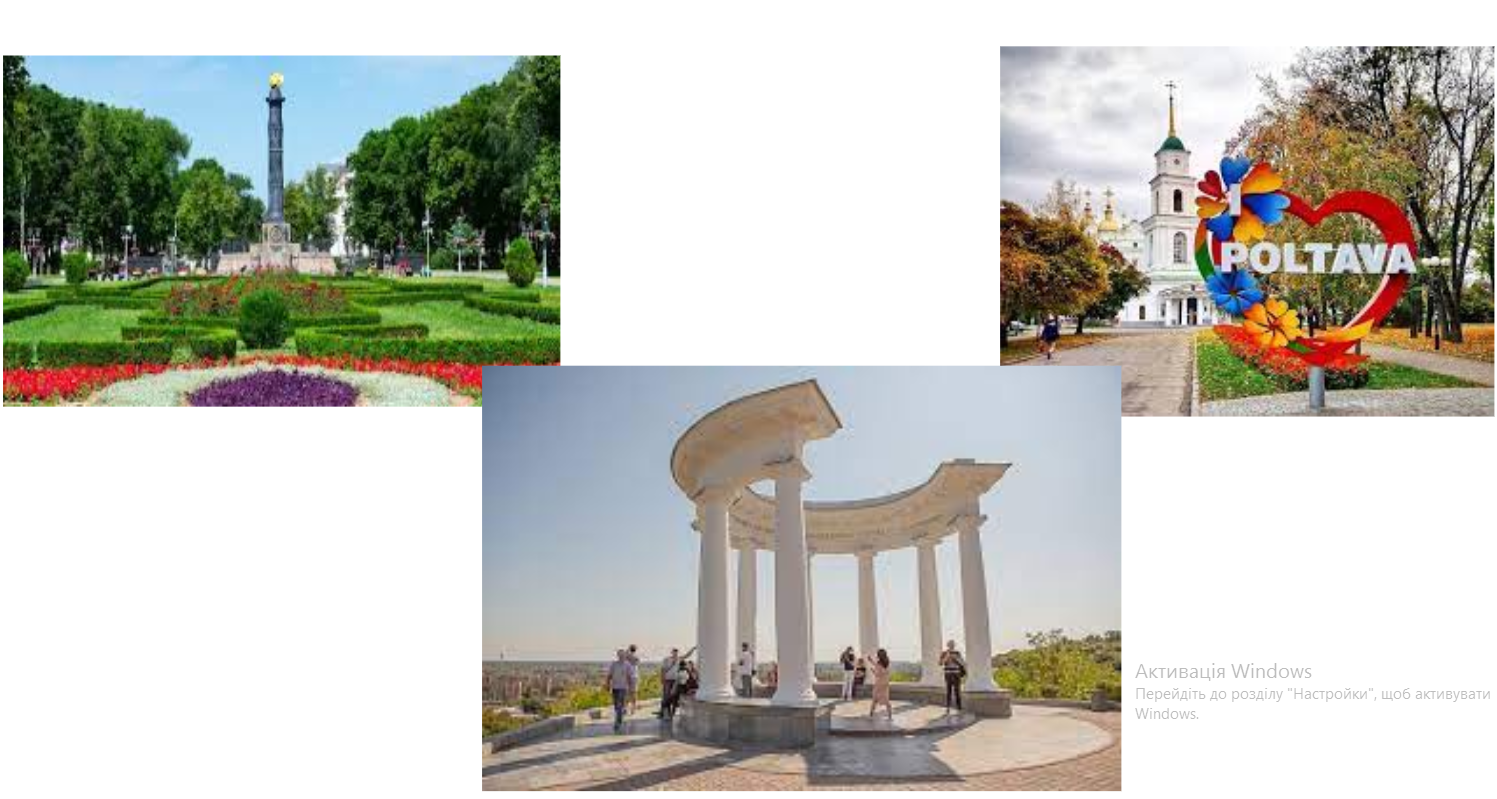 I
POLTAVA
Активація Windows
Перейдіть до розділу "Настройки", щоб активувати
Windows.